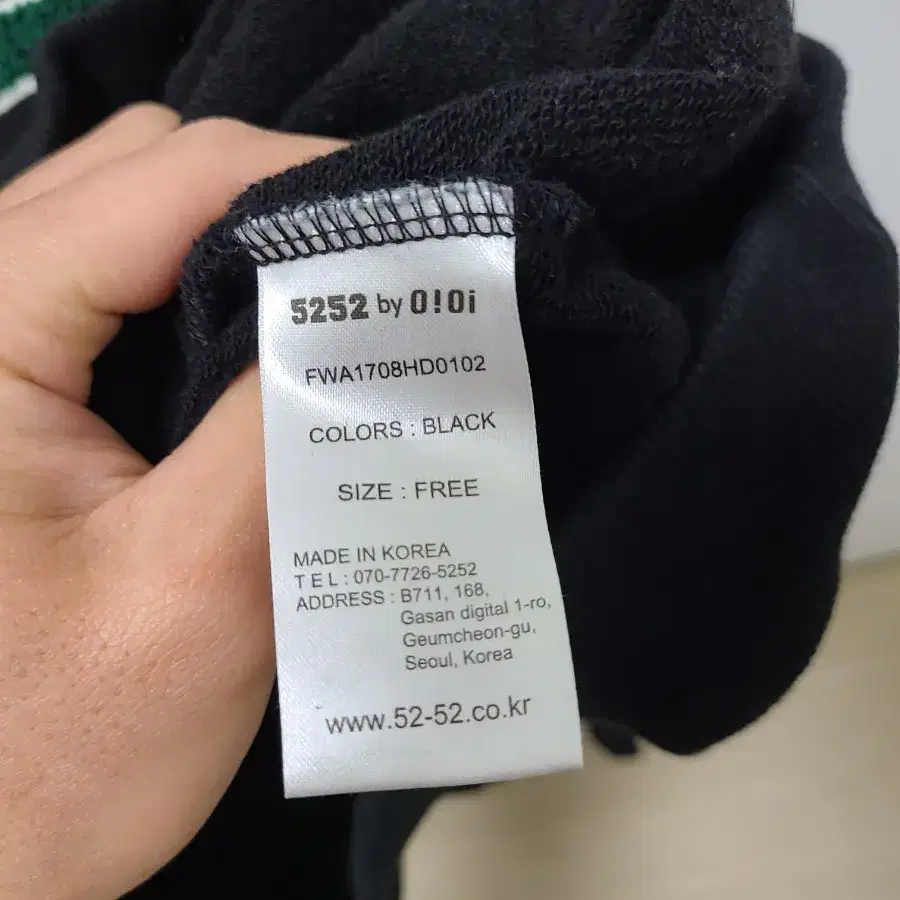 5252 by O!Oi
FWA1708HD0102
COLORS : BLACK
SIZE : FREE
MADE IN KOREA
TEL : 070-7726-5252
ADDRESS : B711, 168,
Gasan digital 1-ro,
Geumcheon-gu,
Seoul, Korea
www.52-52.co.kr